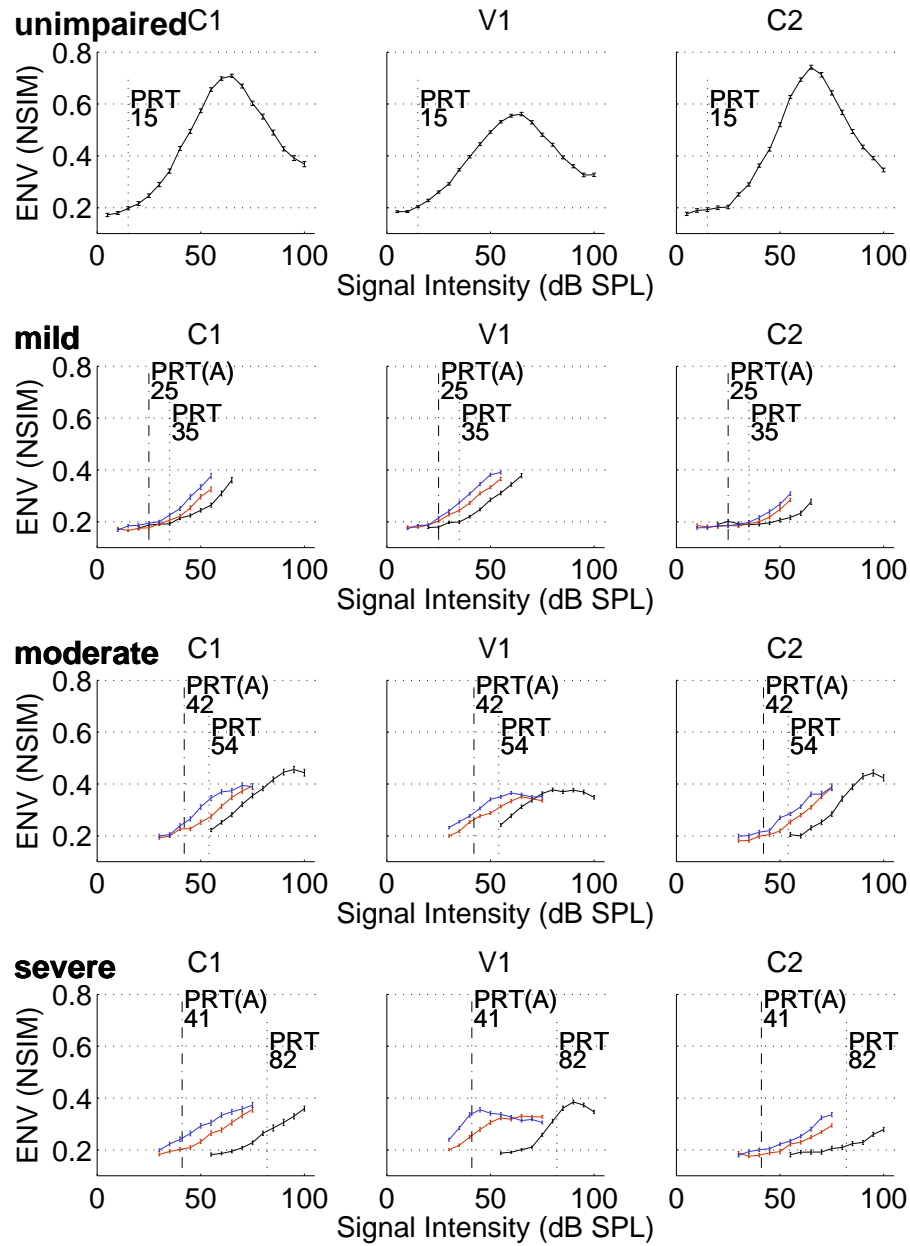 unimpaired C1 V1 C2
ENV (NSIM)
0.8
0.6
0.4
0.2
PRT
15
PRT
15
PRT
15
0 50 100 0 50 100 0 50 100
Signal Intensity (dB SPL)
mild C1 V1 C2
ENV (NSIM)
0.8
0.6
0.4
0.2
PRT(A)
25
PRT
35
PRT(A)
25
PRT
35
PRT(A)
25
PRT
35
0 50 100 0 50 100 0 50 100
Signal Intensity (dB SPL)
moderate C1 V1 C2
ENV (NSIM)
0.8
0.6
0.4
0.2
PRT(A)
42
PRT
54
PRT(A)
42
PRT
54
PRT(A)
42
PRT
54
0 50 100 0 50 100 0 50 100
Signal Intensity (dB SPL)
severe C1 V1 C2
ENV (NSIM)
0.8
0.6
0.4
0.2
PRT(A)
41
PRT
82
PRT(A)
41
PRT
82
PRT(A)
41
PRT
82
0 50 100 0 50 100 0 50 100
Signal Intensity (dB SPL)